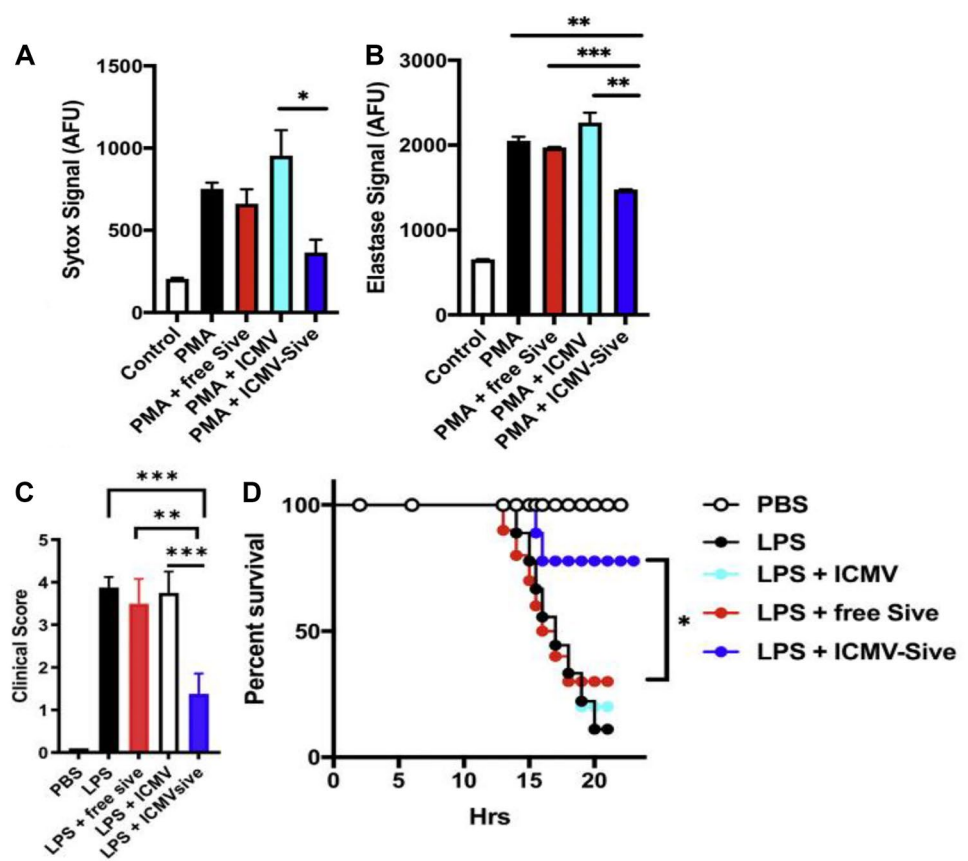 A
Sytox Signal (AFU)
1500
1000
500
0
*
Control
PMA
PMA + free Sive
PMA + ICMV
PMA + ICMV-Sive
B
Elastase Signal (AFU)
3000
2000
1000
0
**
***
**
Control
PMA
PMA + free Sive
PMA + ICMV
PMA + ICMV-Sive
C
Clinical Score
5
4
3
2
1
0
***
**
***
PBS
LPS
LPS + free sive
LPS + ICMV
LPS + ICMVsive
D
Percent survival
100
50
0
0
5
10
15
20
Hrs
*
PBS
LPS
LPS + ICMV
LPS + free Sive
LPS + ICMV-Sive